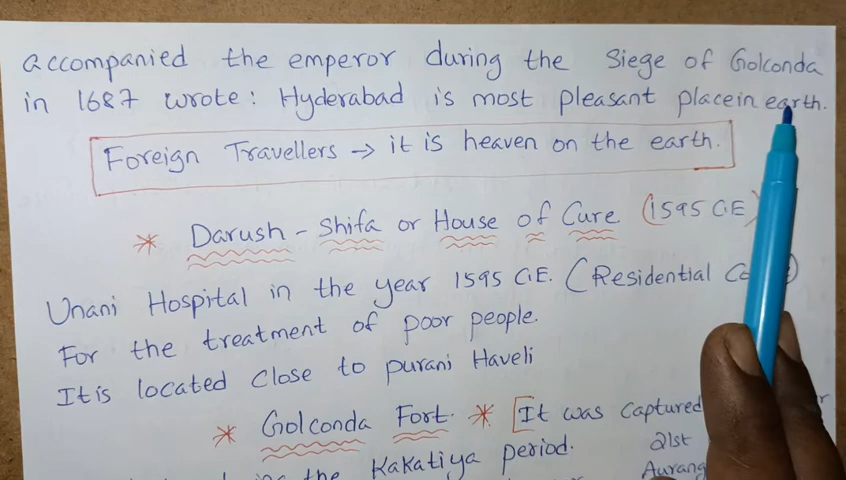 accompanied the emperor during the Siege of Golconda
in 1687 wrote: Hyderabad is most pleasant placein earth.
Foreign Travellers → it is heaven on the earth.
* Darush - Shifa or House of Cure (1595 CE)
Unani Hospital in the year 1595 CE. (Residential
For the treatment of poor people.
It is located close to purani Haveli
* Golconda Fort. * [It was captured
21st
the Kakatiya period.